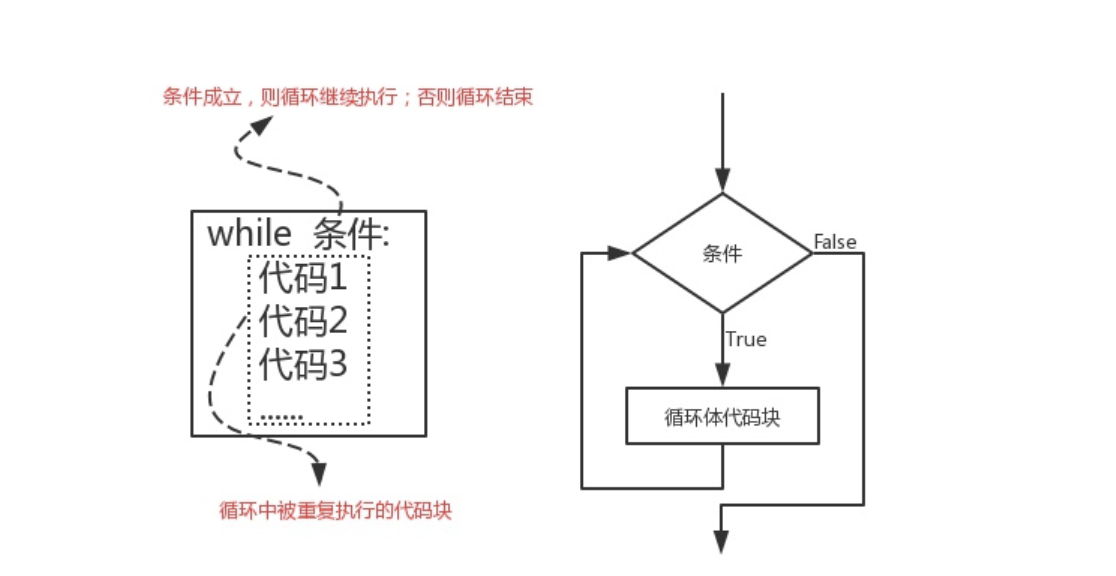 条件成立，则循环继续执行；否则循环结束
while 条件:
代码1
代码2
代码3
......
循环中被重复执行的代码块
条件
False
True
循环体代码块